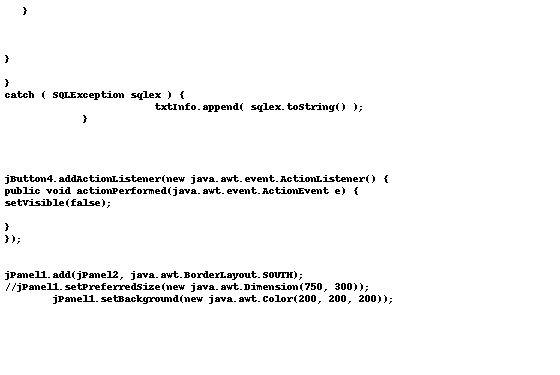 }
}
}
catch ( SQLException sqlex ) {
txtInfo.append( sqlex.toString() );
}
jButton4.addActionListener(new java.awt.event.ActionListener() {
public void actionPerformed(java.awt.event.ActionEvent e) {
setVisible(false);
}
});
jPanel1.add(jPanel2, java.awt.BorderLayout.SOUTH);
//jPanel1.setPreferredSize(new java.awt.Dimension(750, 300));
jPanel1.setBackground(new java.awt.Color(200, 200, 200));